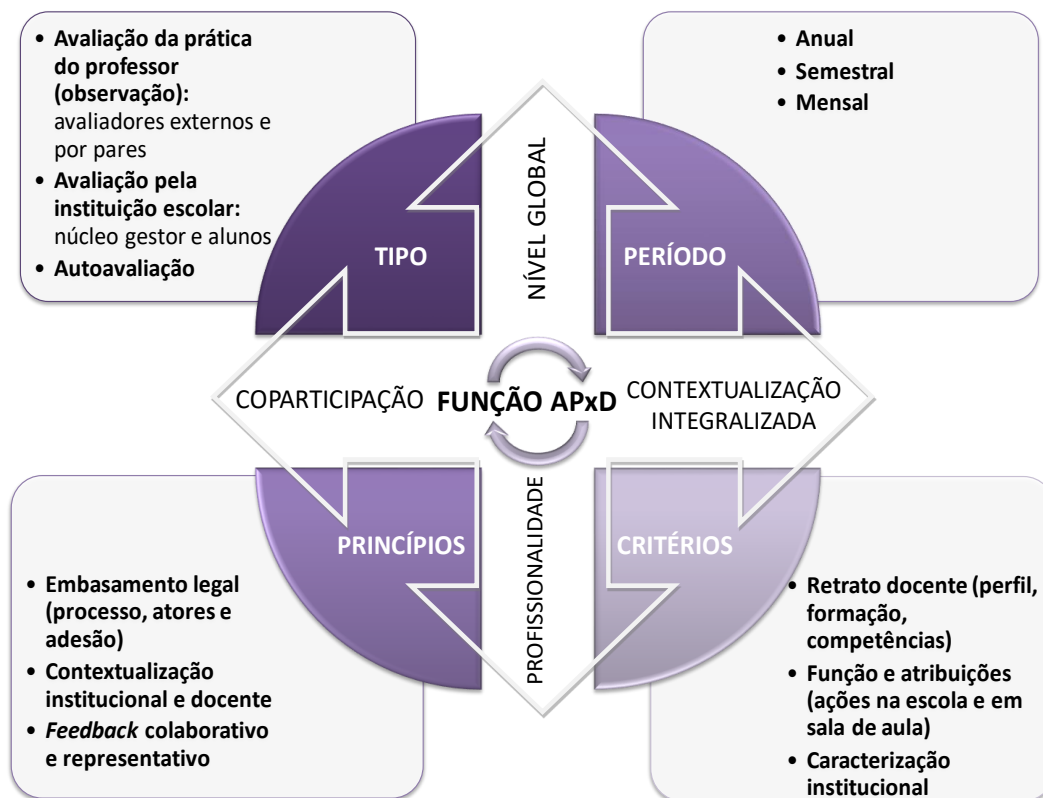 • Avaliação da prática
do professor
(observação):
avaliadores externos e
por pares
• Avaliação pela
instituição escolar:
núcleo gestor e alunos
• Autoavaliação
• Anual
• Semestral
• Mensal
TIPO
NÍVEL GLOBAL
PERÍODO
COPARTICIPAÇÃO
FUNÇÃO APxD
CONTEXTUALIZAÇÃO
INTEGRALIZADA
PRINCÍPIOS
PROFISSIONALIDADE
CRITÉRIOS
• Embasamento legal
(processo, atores e
adesão)
• Contextualização
institucional e docente
• Feedback colaborativo
e representativo
• Retrato docente (perfil,
formação,
competências)
• Função e atribuições
(ações na escola e em
sala de aula)
• Caracterização
institucional